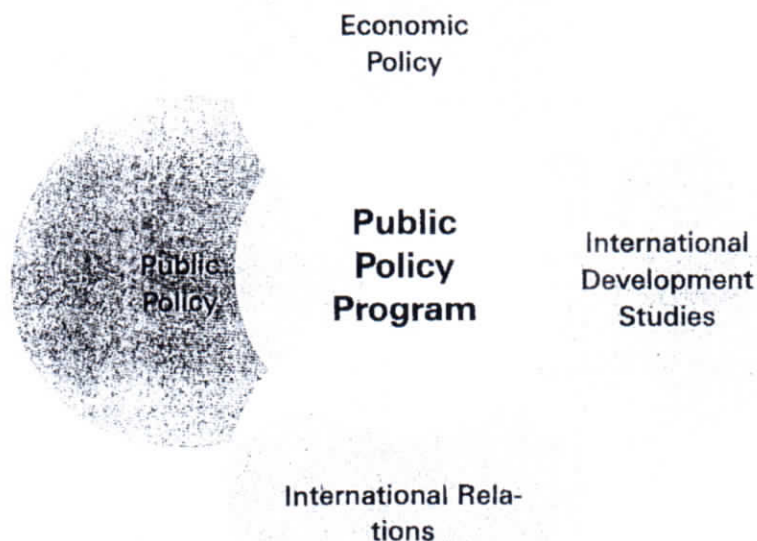 Economic
Policy
Public
Policy
Public
Policy
Program
International
Development
Studies
International Rela-
tions